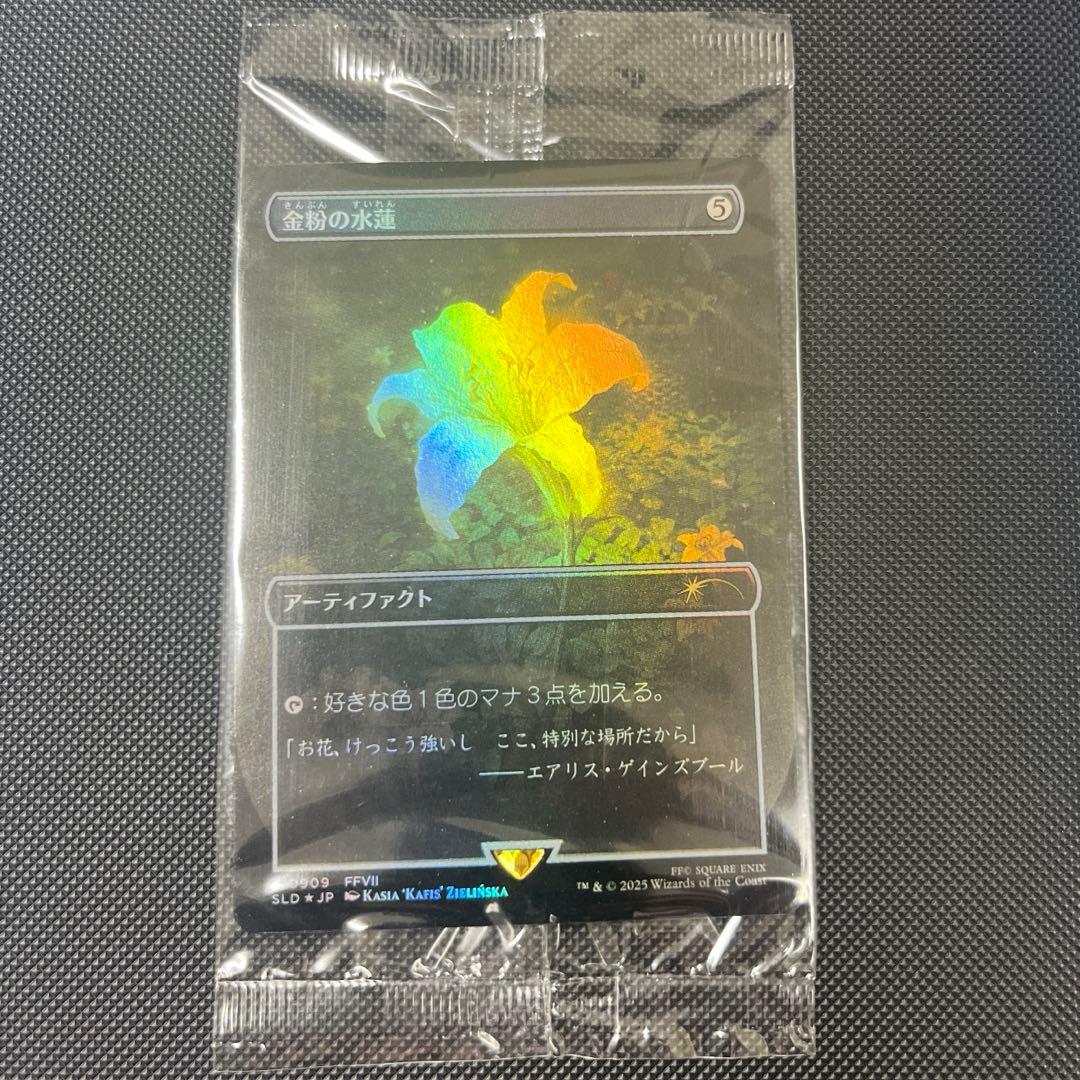 きんぷん すいれん
金粉の水蓮
5
アーティファクト
:好きな色1色のマナ3点を加える。
「お花、けっこう強いし ここ、特別な場所だから」
——エアリス・ゲインズブール
0909 FFVII
SLD★JP KASIA 'KAFIS' ZIELIŃSKA
FF© SQUARE ENIX
™ & © 2025 Wizards of the Coast